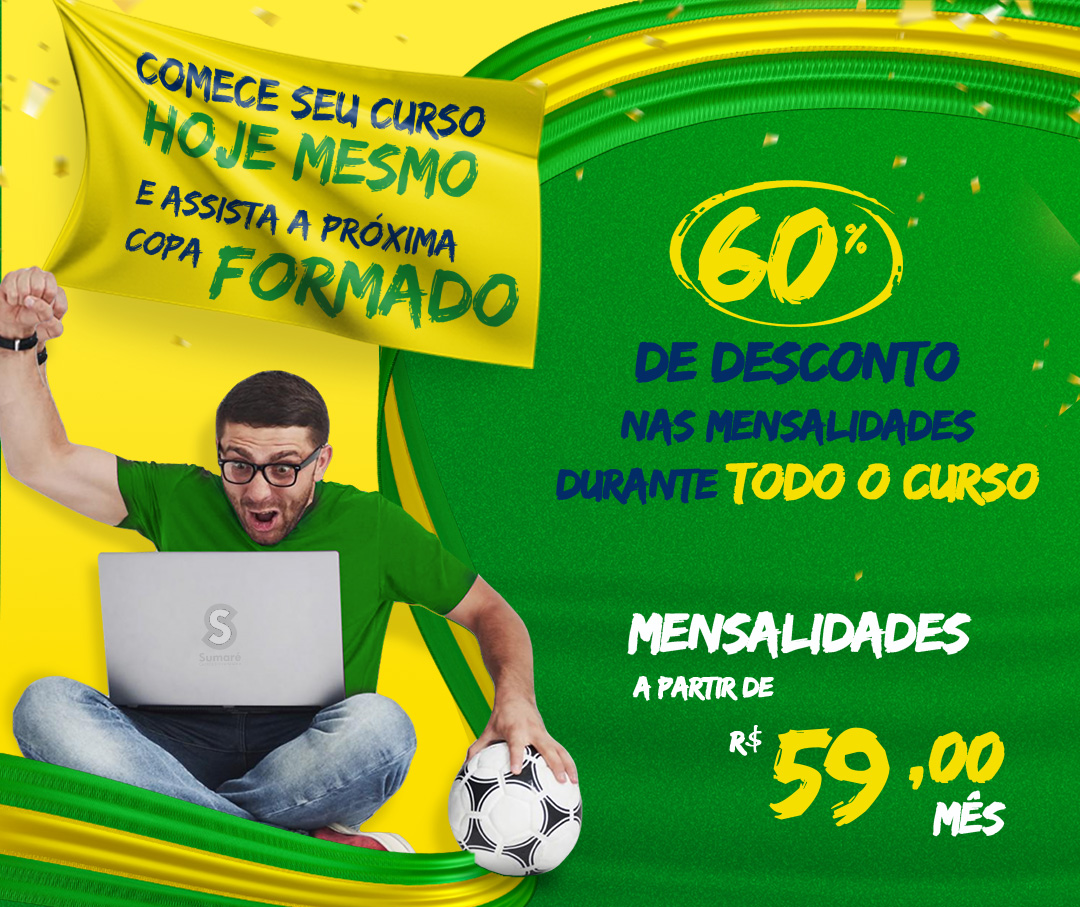 COMECE SEU CURSO
HOJE MESMO
E ASSISTA A PRÓXIMA
COPA FORMADO
60%
DE DESCONTO
NAS MENSALIDADES
DURANTE TODO O CURSO
Sumaré
MENSALIDADES
A PARTIR DE
R$ 59,00
MÊS